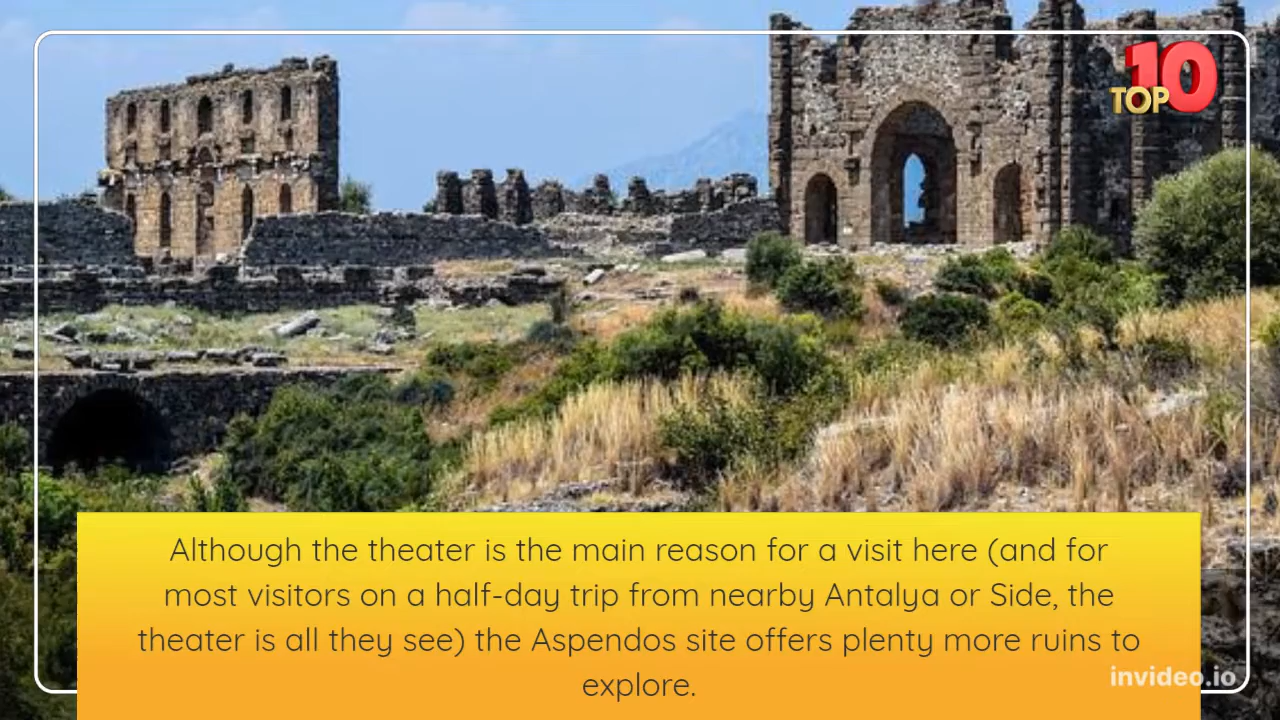 TOP 10
Although the theater is the main reason for a visit here (and for
most visitors on a half-day trip from nearby Antalya or Side, the
theater is all they see) the Aspendos site offers plenty more ruins to
explore.
invideo.io